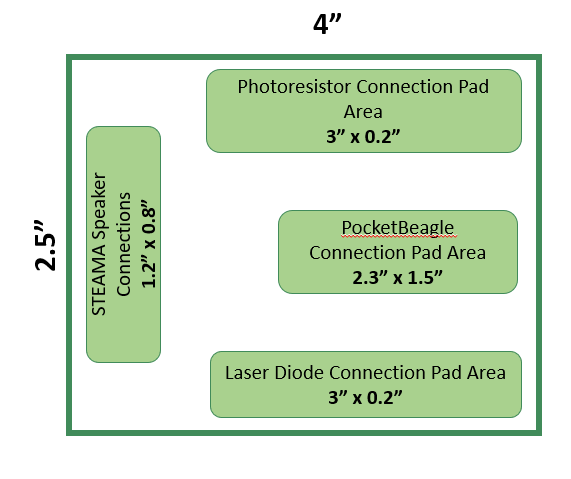 4”
Photoresistor Connection Pad
Area
3” x 0.2”
2.5”
STEAMA Speaker
Connections
1.2” x 0.8”
PocketBeagle
Connection Pad Area
2.3” x 1.5”
Laser Diode Connection Pad Area
3” x 0.2”